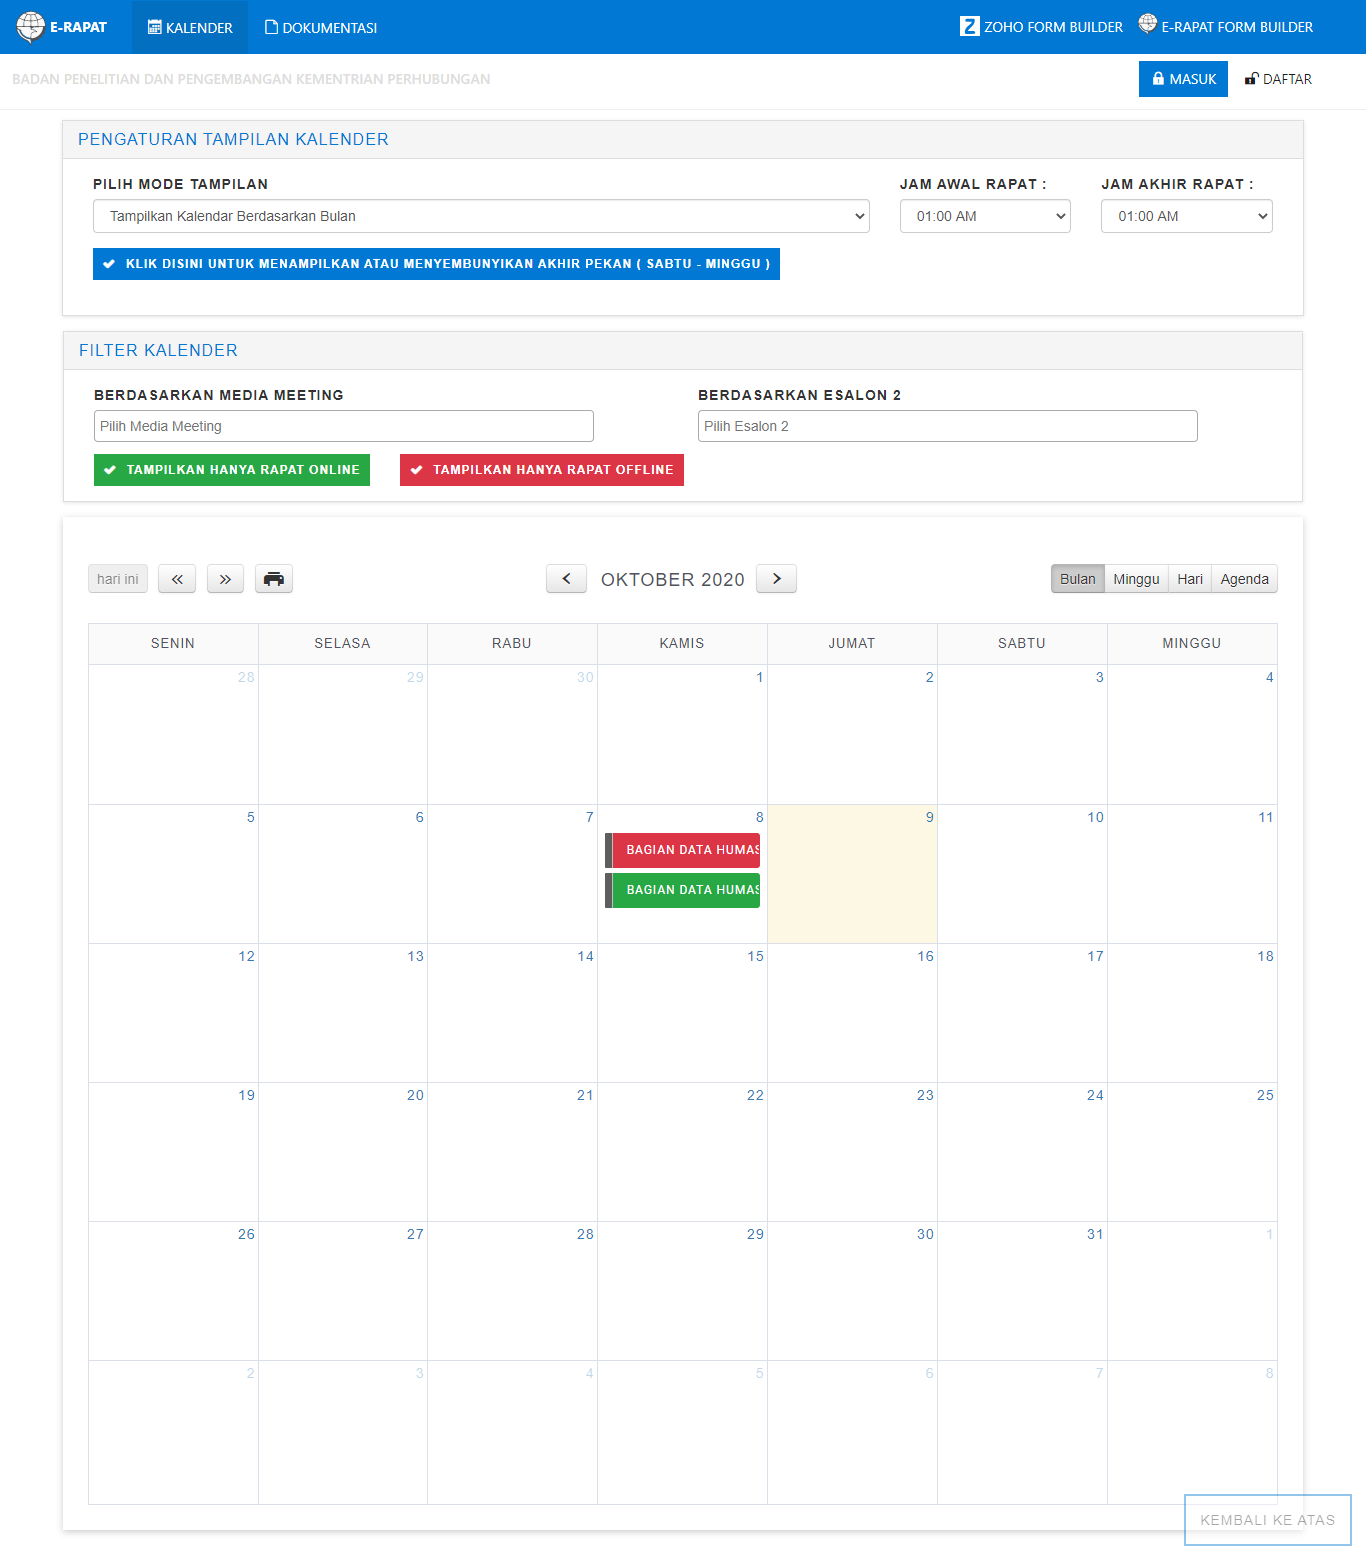 E-RAPAT KALENDER DOKUMENTASI ZOHO FORM BUILDER E-RAPAT FORM BUILDER
BADAN PENELITIAN DAN PENGEMBANGAN KEMENTRIAN PERHUBUNGAN MASUK DAFTAR
PENGATURAN TAMPILAN KALENDER
PILIH MODE TAMPILAN JAM AWAL RAPAT : JAM AKHIR RAPAT :
Tampilkan Kalendar Berdasarkan Bulan 01:00 AM 01:00 AM
KLIK DISINI UNTUK MENAMPILKAN ATAU MENYEMBUNYIKAN AKHIR PEKAN ( SABTU - MINGGU )
FILTER KALENDER
BERDASARKAN MEDIA MEETING BERDASARKAN ESALON 2
Pilih Media Meeting Pilih Esalon 2
TAMPILKAN HANYA RAPAT ONLINE TAMPILKAN HANYA RAPAT OFFLINE
hari ini OKTOBER 2020 Bulan Minggu Hari Agenda
SENIN SELASA RABU KAMIS JUMAT SABTU MINGGU
28 29 30 1 2 3 4
5 6 7 8 9 10 11
BAGIAN DATA HUMAS
BAGIAN DATA HUMAS
12 13 14 15 16 17 18
19 20 21 22 23 24 25
26 27 28 29 30 31 1
2 3 4 5 6 7 8
KEMBALI KE ATAS